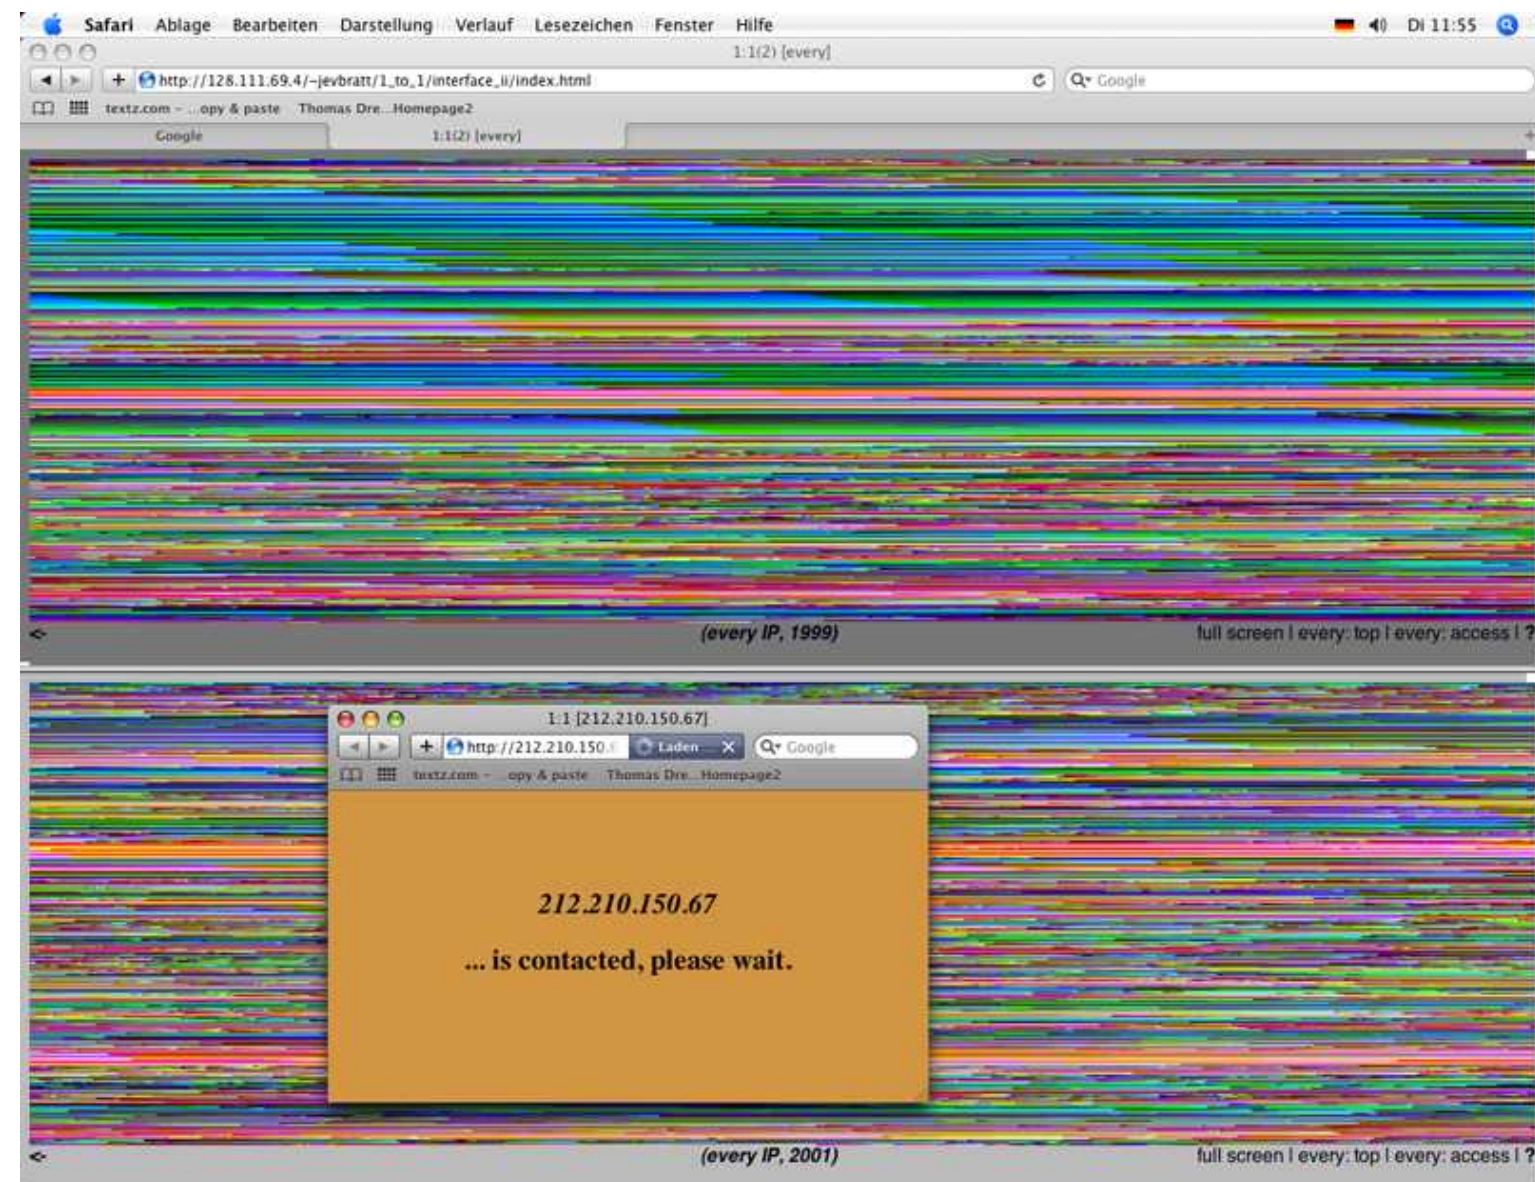 Safari Ablage Bearbeiten Darstellung Verlauf Lesezeichen Fenster Hilfe Di 11:55
1:1(2) [every]
http://128.111.69.4/~jevbratt/1_to_1/interface_ii/index.html Google
textz.com - ...opy & paste Thomas Dre...Homepage2
Google 1:1(2) [every]
<- (every IP, 1999) full screen | every: top | every: access | ?
1:1 [212.210.150.67]
http://212.210.150.6 Laden Google
textz.com - ...opy & paste Thomas Dre...Homepage2
212.210.150.67
... is contacted, please wait.
<- (every IP, 2001) full screen | every: top | every: access | ?